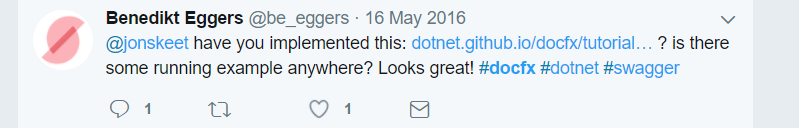 Benedikt Eggers @be_eggers · 16 May 2016
@jonskeet have you implemented this: dotnet.github.io/docfx/tutorial… ? is there
some running example anywhere? Looks great! #docfx #dotnet #swagger
1 1